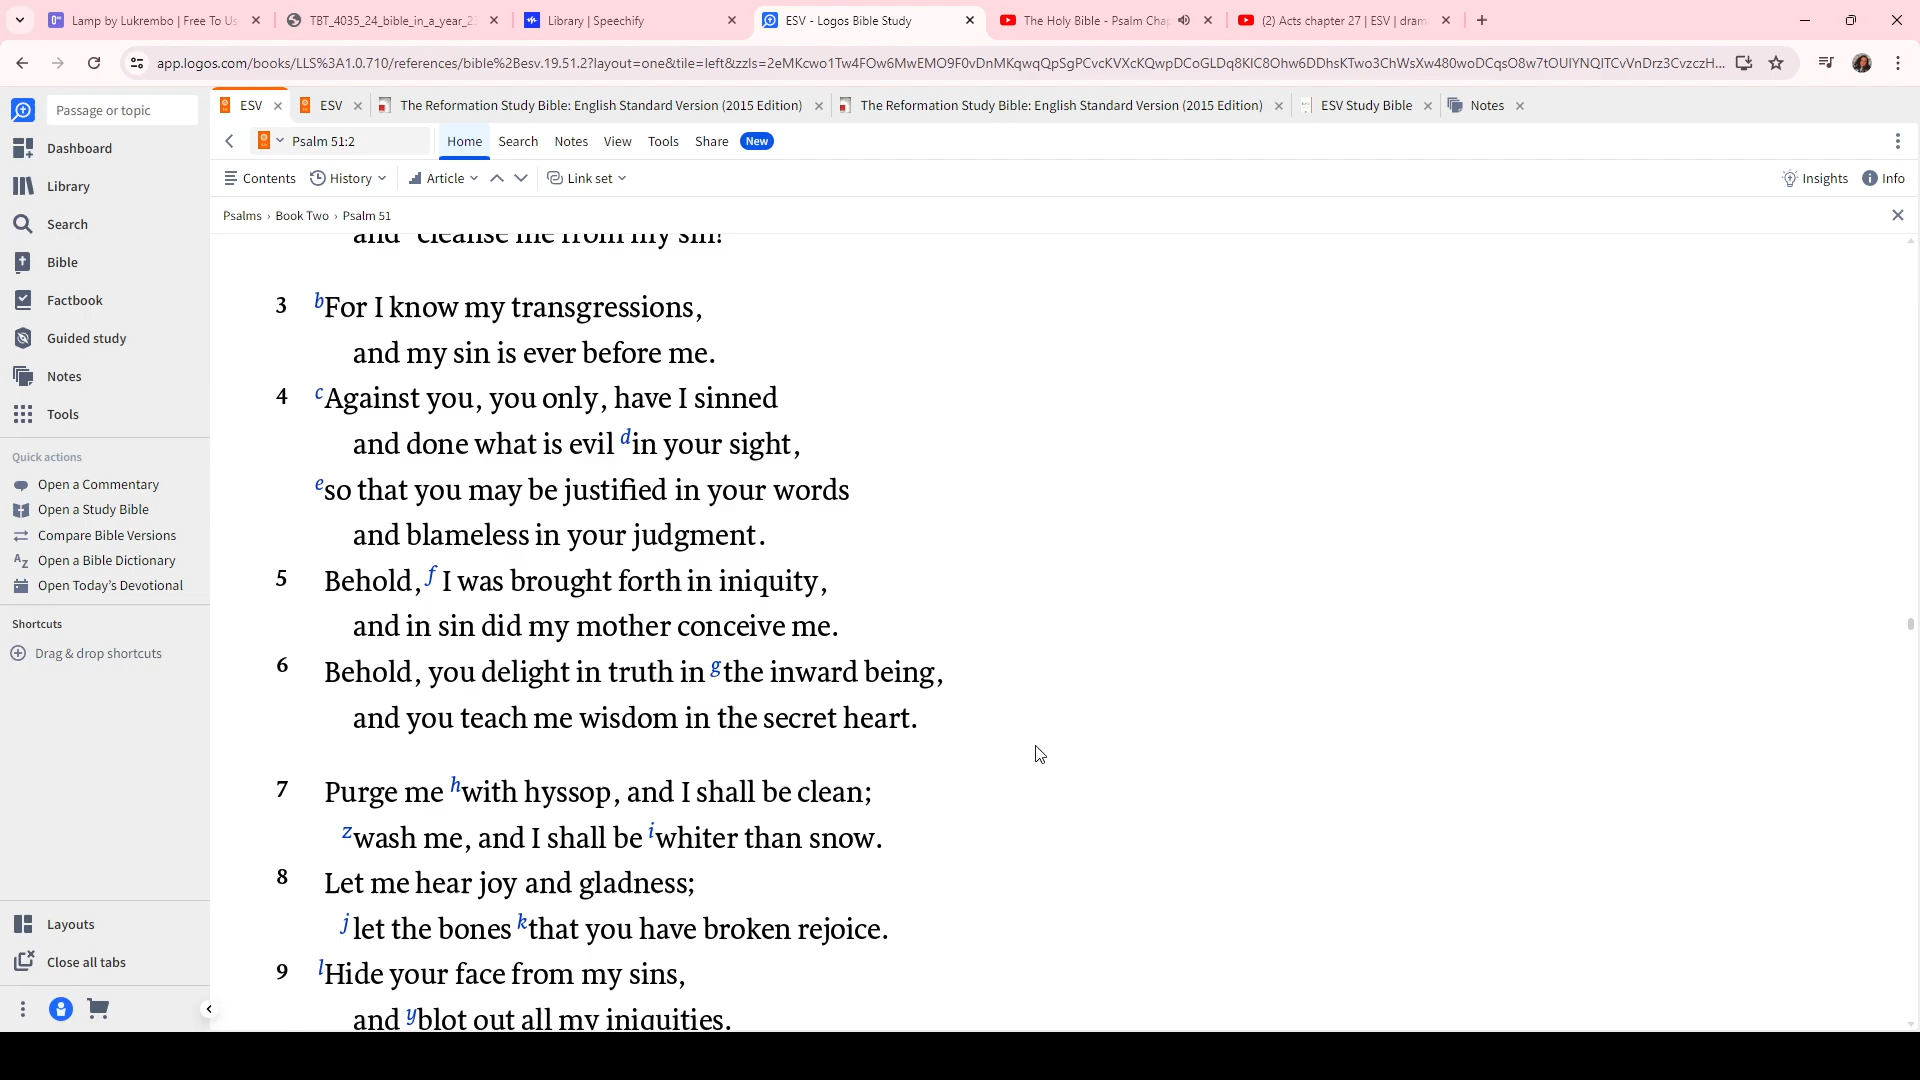 Lamp by Lukrembo | Free To Us
TBT_4035_24_bible_in_a_year_2
Library | Speechify
ESV - Logos Bible Study
The Holy Bible - Psalm Cha
(2) Acts chapter 27 | ESV | dram
app.logos.com/books/LLS%3A1.0.710/references/bible%2Besv.19.51.2?layout=one&tile=left&zzls=
Passage or topic
ESV
ESV
The Reformation Study Bible: English Standard Version (2015 Edition)
The Reformation Study Bible: English Standard Version (2015 Edition)
ESV Study Bible
Notes
Psalm 51:2
Home
Search
Notes
View
Tools
Share
New
Contents
History
Article
Link set
Insights
Info
Psalms › Book Two › Psalm 51
Dashboard
Library
Search
Bible
Factbook
Guided study
Notes
Tools
Quick actions
Open a Commentary
Open a Study Bible
Compare Bible Versions
Open a Bible Dictionary
Open Today's Devotional
Shortcuts
Drag & drop shortcuts
Layouts
Close all tabs
and cleanse me from my sin!
3 bFor I know my transgressions,
and my sin is ever before me.
4 cAgainst you, you only, have I sinned
and done what is evil din your sight,
eso that you may be justified in your words
and blameless in your judgment.
5 Behold, f I was brought forth in iniquity,
and in sin did my mother conceive me.
6 Behold, you delight in truth in gthe inward being,
and you teach me wisdom in the secret heart.
7 Purge me hwith hyssop, and I shall be clean;
zwash me, and I shall be iwhiter than snow.
8 Let me hear joy and gladness;
jlet the bones kthat you have broken rejoice.
9 lHide your face from my sins,
and yblot out all my iniquities.